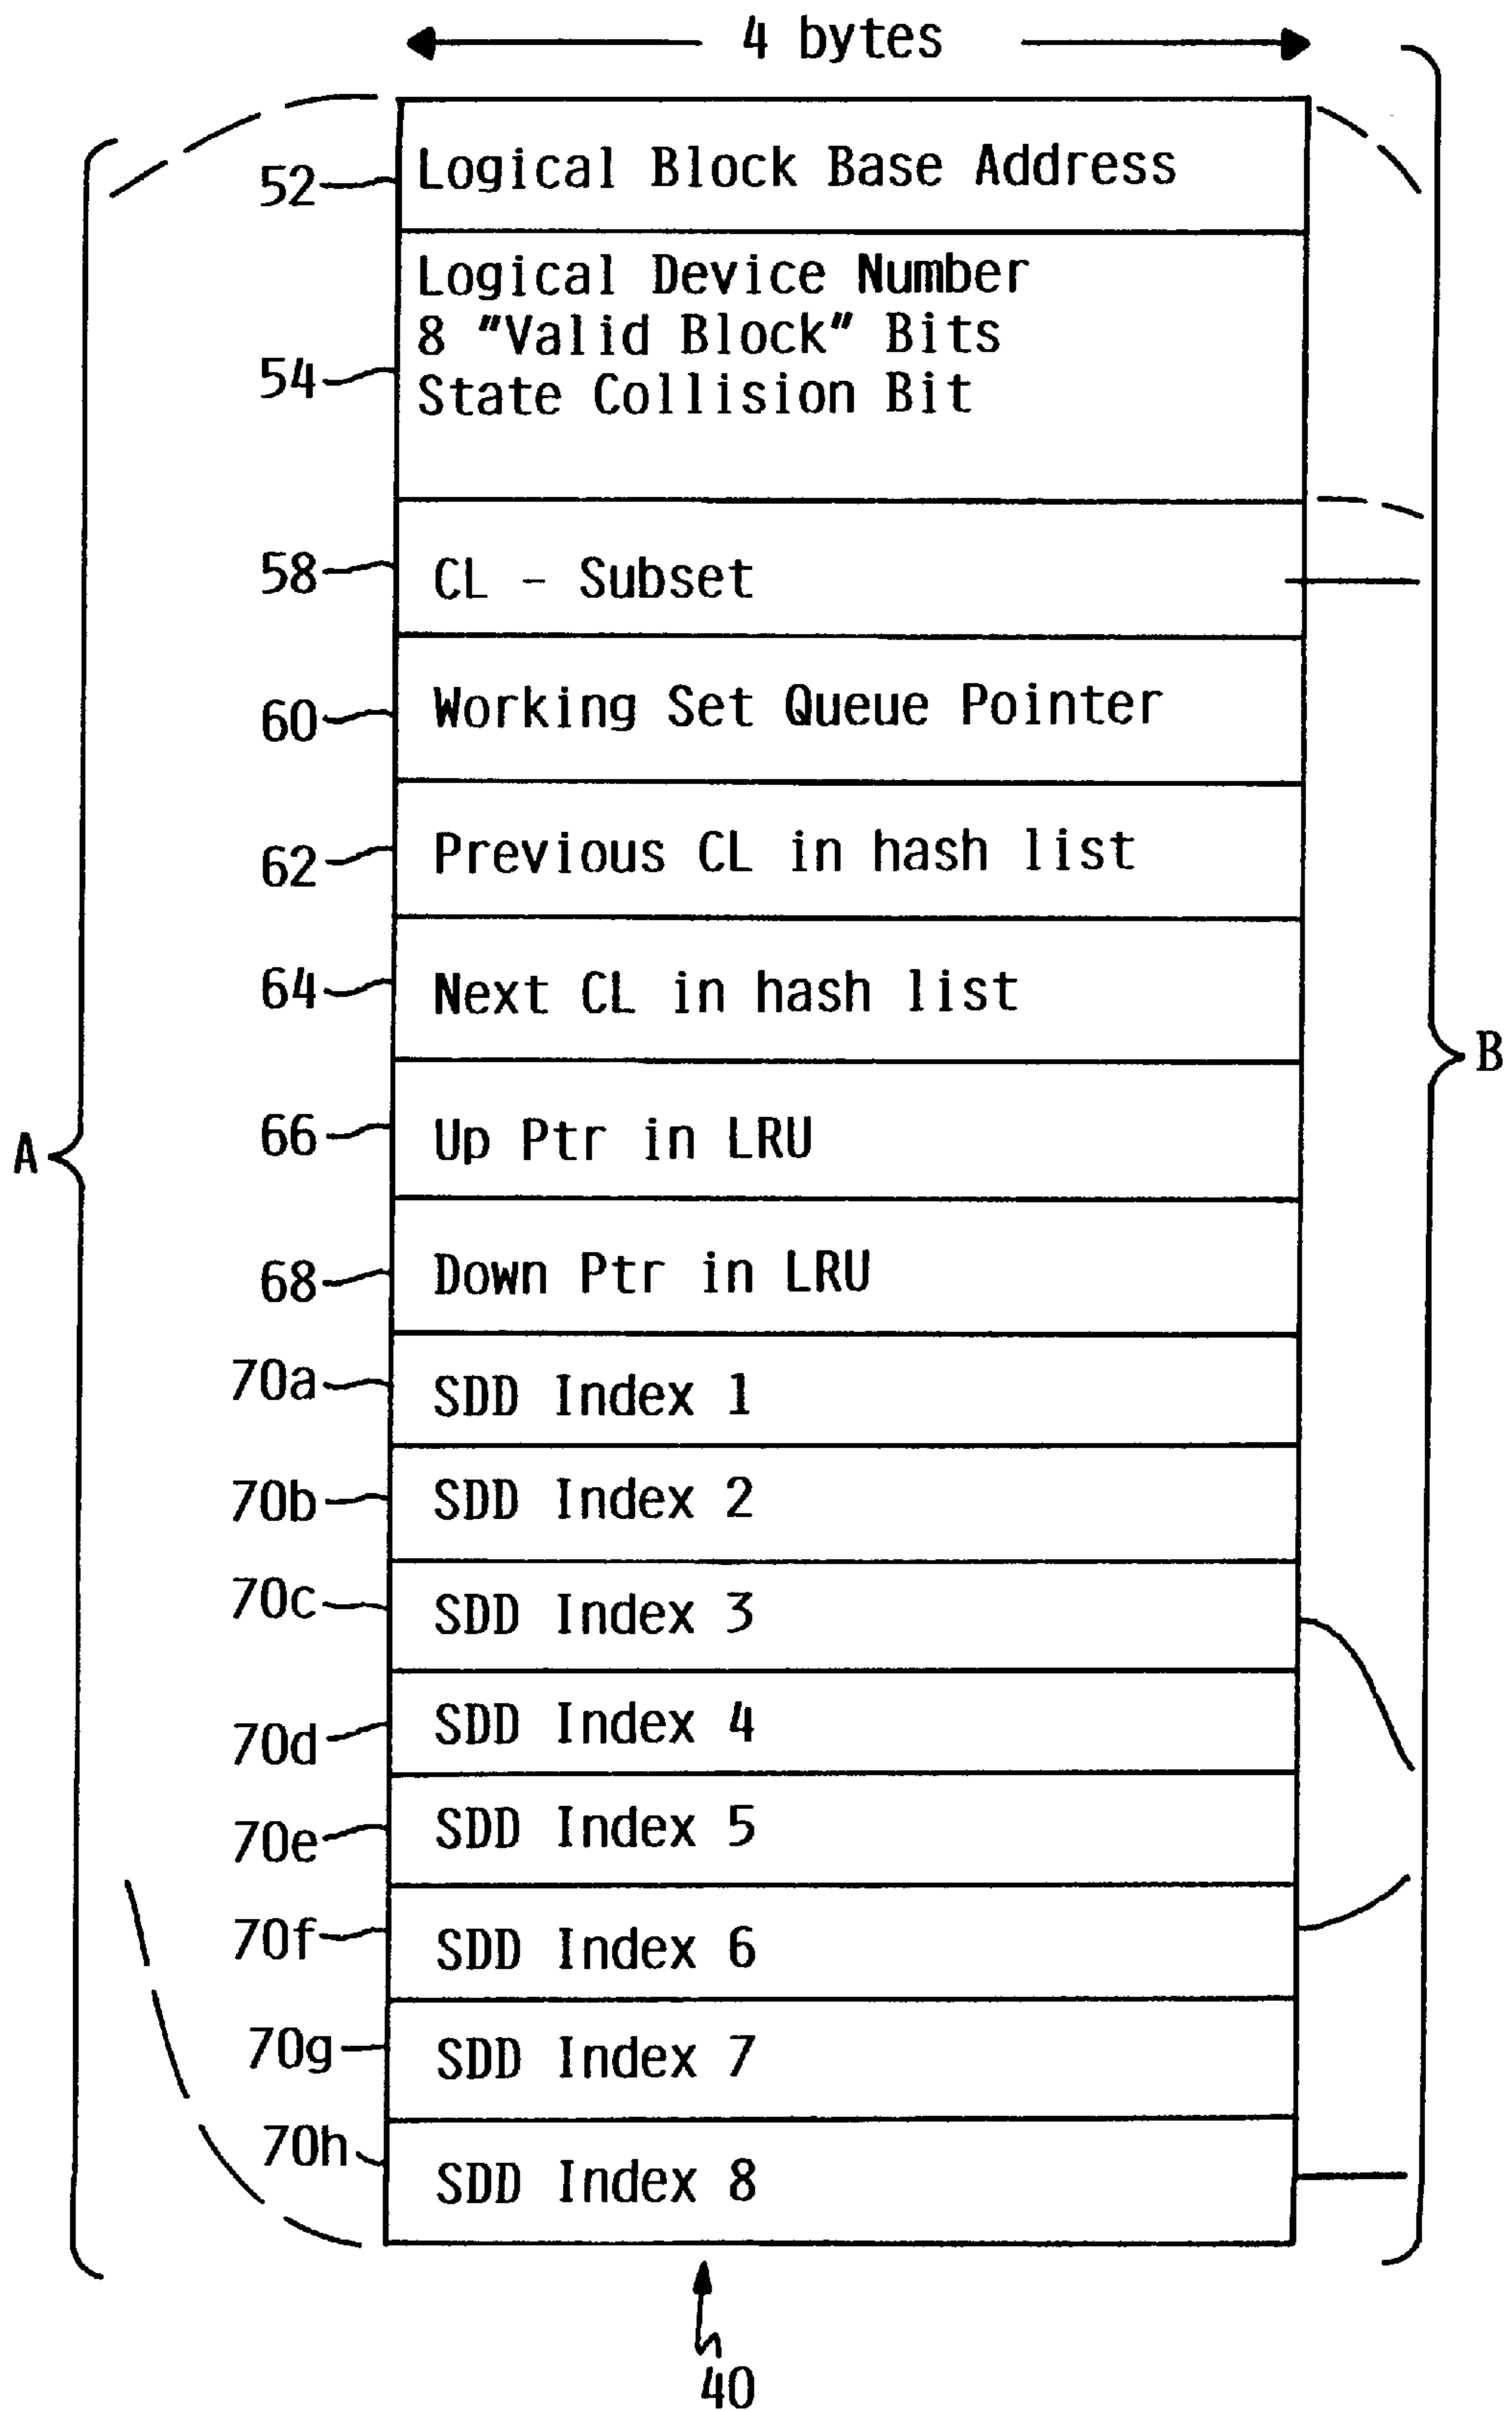 4 bytes
52 Logical Block Base Address
Logical Device Number
8 "Valid Block" Bits
54 State Collision Bit
58 CL - Subset
60 Working Set Queue Pointer
62 Previous CL in hash list
64 Next CL in hash list
B
66 Up Ptr in LRU
A
68 Down Ptr in LRU
70a SDD Index 1
70b SDD Index 2
70c SDD Index 3
70d SDD Index 4
70e SDD Index 5
70f SDD Index 6
70g SDD Index 7
70h SDD Index 8
40